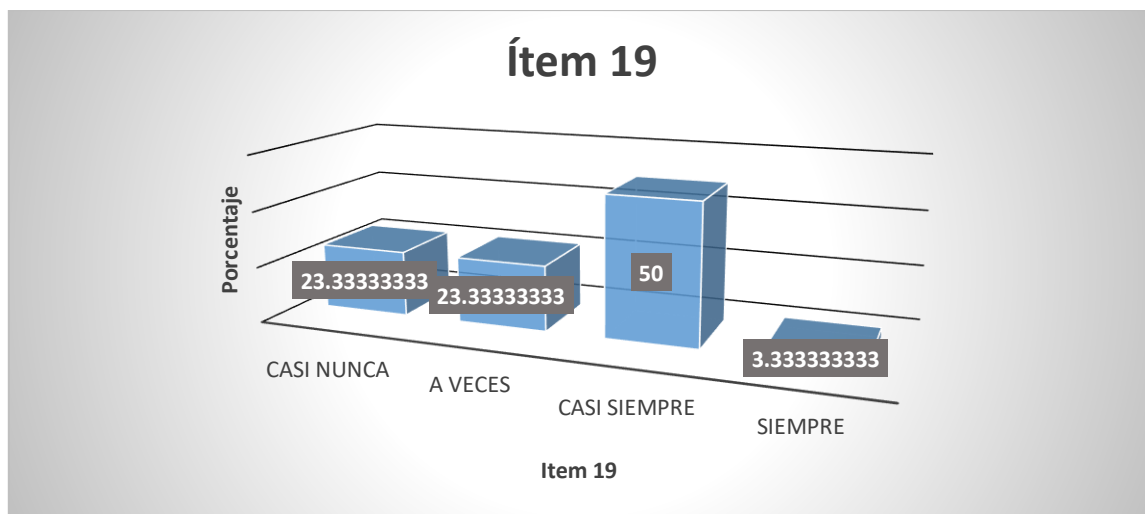 Ítem 19
Porcentaje
23.33333333
23.33333333
50
3.333333333
CASI NUNCA
A VECES
CASI SIEMPRE
SIEMPRE
Item 19